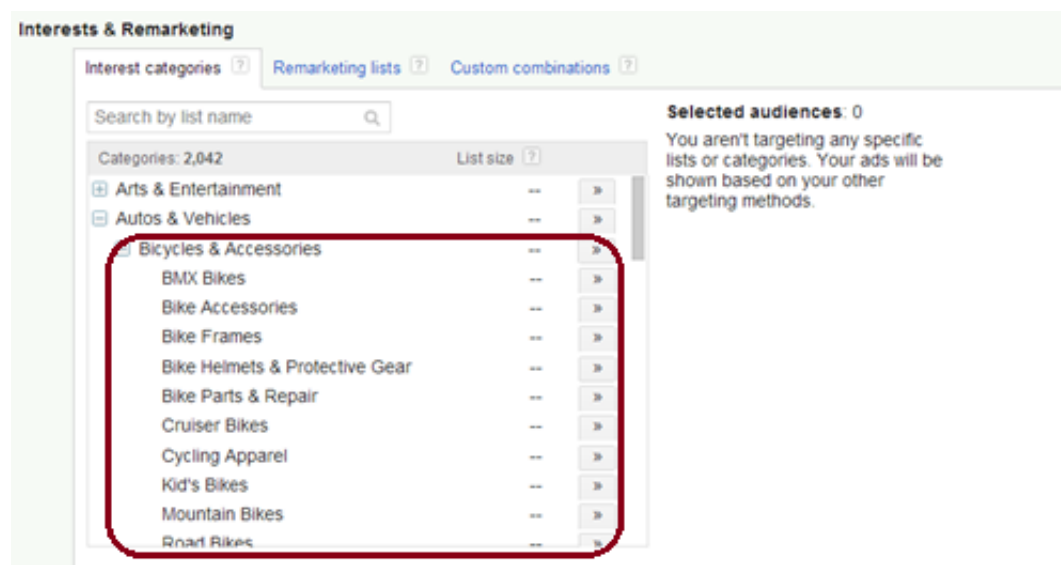 Interests & Remarketing
Interest categories ? Remarketing lists ? Custom combinations ?
Search by list name
Categories: 2,042 List size ?
Arts & Entertainment -- »
Autos & Vehicles -- »
Bicycles & Accessories -- »
BMX Bikes -- »
Bike Accessories -- »
Bike Frames -- »
Bike Helmets & Protective Gear -- »
Bike Parts & Repair -- »
Cruiser Bikes -- »
Cycling Apparel -- »
Kid's Bikes -- »
Mountain Bikes -- »
Road Bikes -- »
Selected audiences: 0
You aren't targeting any specific
lists or categories. Your ads will be
shown based on your other
targeting methods.